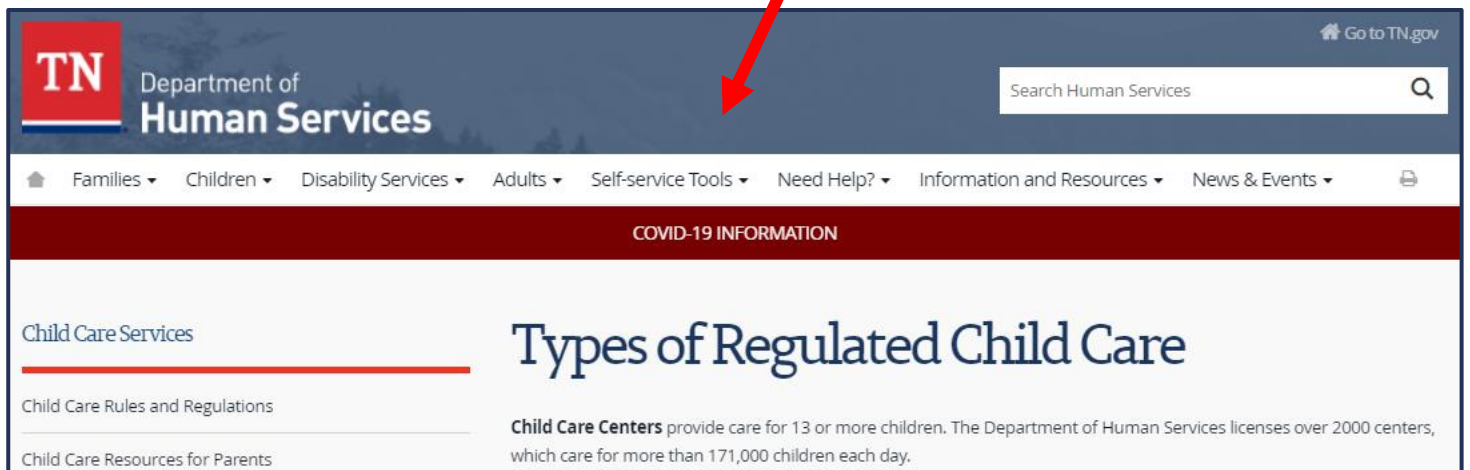 Go to TN.gov
TN
Department of
Human Services
Search Human Services
Families
Children
Disability Services
Adults
Self-service Tools
Need Help?
Information and Resources
News & Events
COVID-19 INFORMATION
Child Care Services
Child Care Rules and Regulations
Child Care Resources for Parents
Types of Regulated Child Care
Child Care Centers provide care for 13 or more children. The Department of Human Services licenses over 2000 centers,
which care for more than 171,000 children each day.